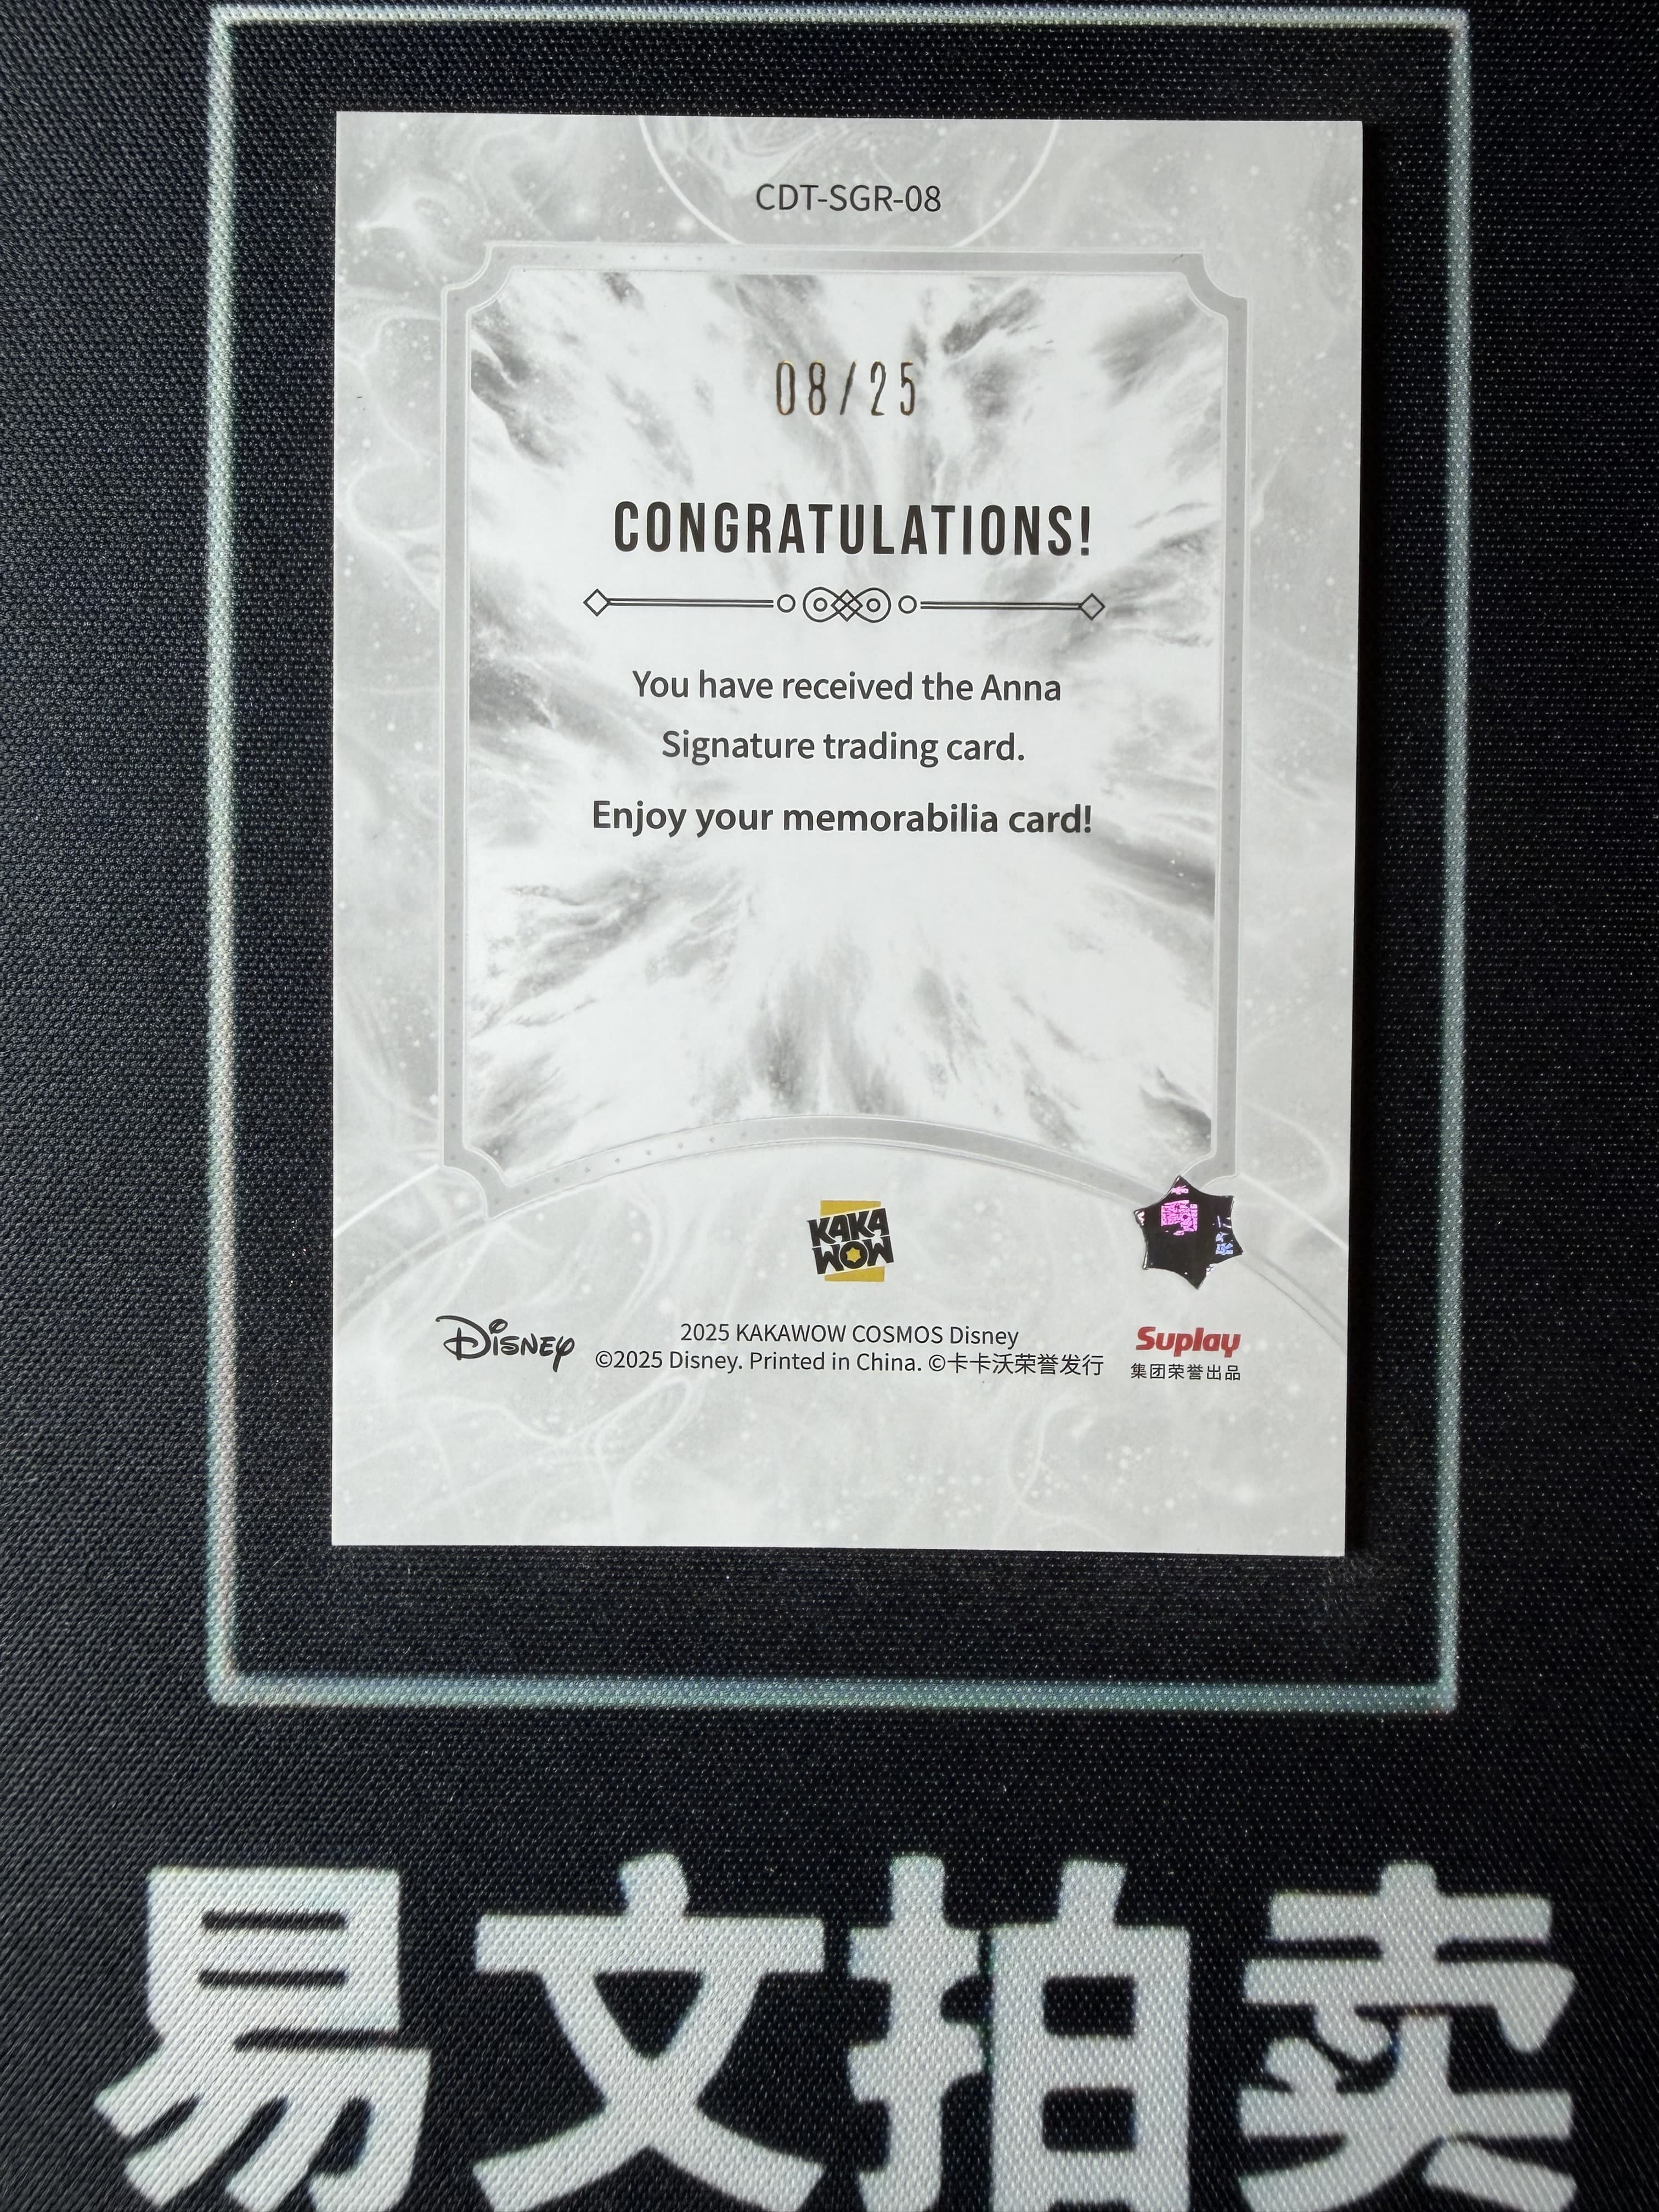 CDT-SGR-08
08/25
CONGRATULATIONS!
You have received the Anna
Signature trading card.
Enjoy your memorabilia card!
KAKA
WOW
Disney
2025 KAKAWOW COSMOS Disney
©2025 Disney. Printed in China. ©卡卡沃荣誉发行
Suplay
集团荣誉出品
易文拍卖